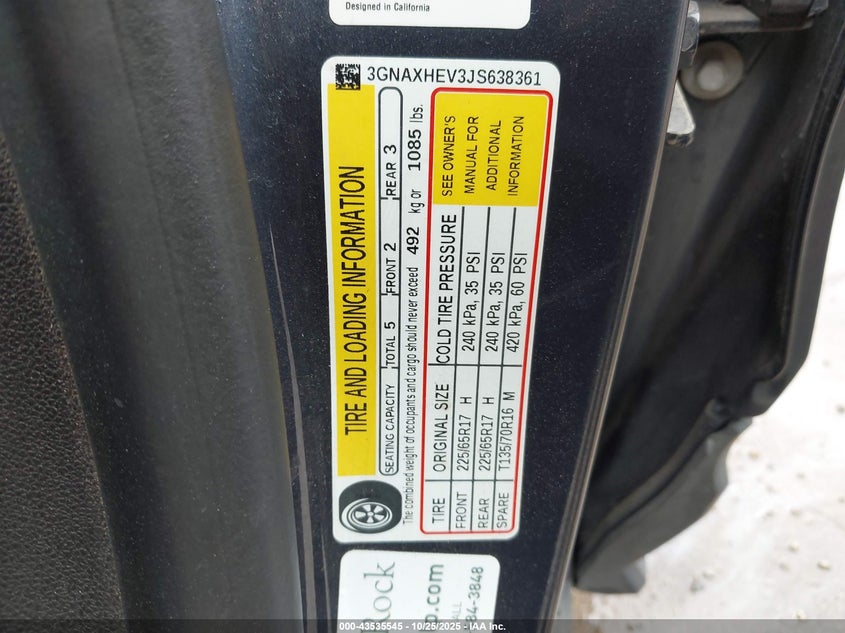 Designed in California
3GNAXHEV3JS638361
TIRE AND LOADING INFORMATION
SEATING CAPACITY TOTAL 5 FRONT 2 REAR 3
The combined weight of occupants and cargo should never exceed 492 kg or 1085 lbs.
TIRE ORIGINAL SIZE COLD TIRE PRESSURE SEE OWNER'S
FRONT 225/65R17 H 240 kPa, 35 PSI MANUAL FOR
REAR 225/65R17 H 240 kPa, 35 PSI ADDITIONAL
SPARE T135/70R16 M 420 kPa, 60 PSI INFORMATION
000-43535545 - 10/25/2025 - IAA Inc.